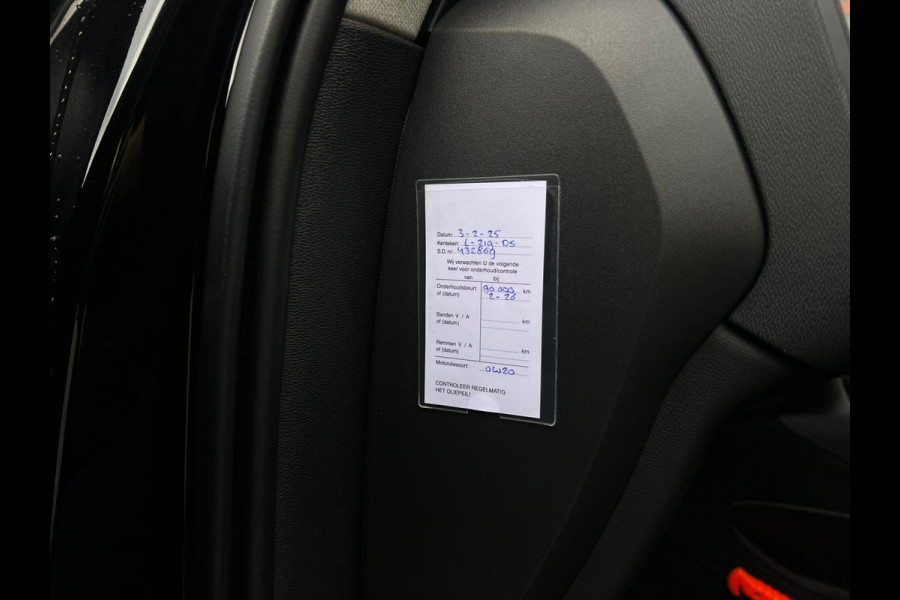 Datum: 3-2-25
Kenteken: L-219-DS
S.D. nr. 432869
Wij verwachten U de volgende
keer voor onderhoud/controle
van bij
Onderhoudsbeurt 90.000 km
of (datum) 2-26
Banden V / A km
of (datum)
Remmen V / A km
of (datum)
Motoroliesoort: 0W20
CONTROLEER REGELMATIG
HET OLIEPEIL!